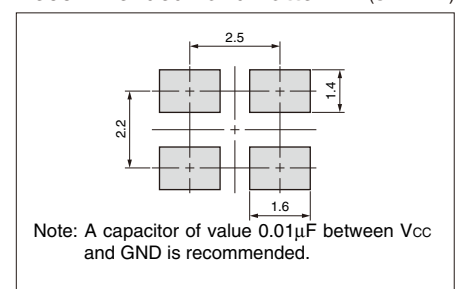 2.5
1.4
2.2
1.6
Note: A capacitor of value 0.01µF between Vcc
and GND is recommended.